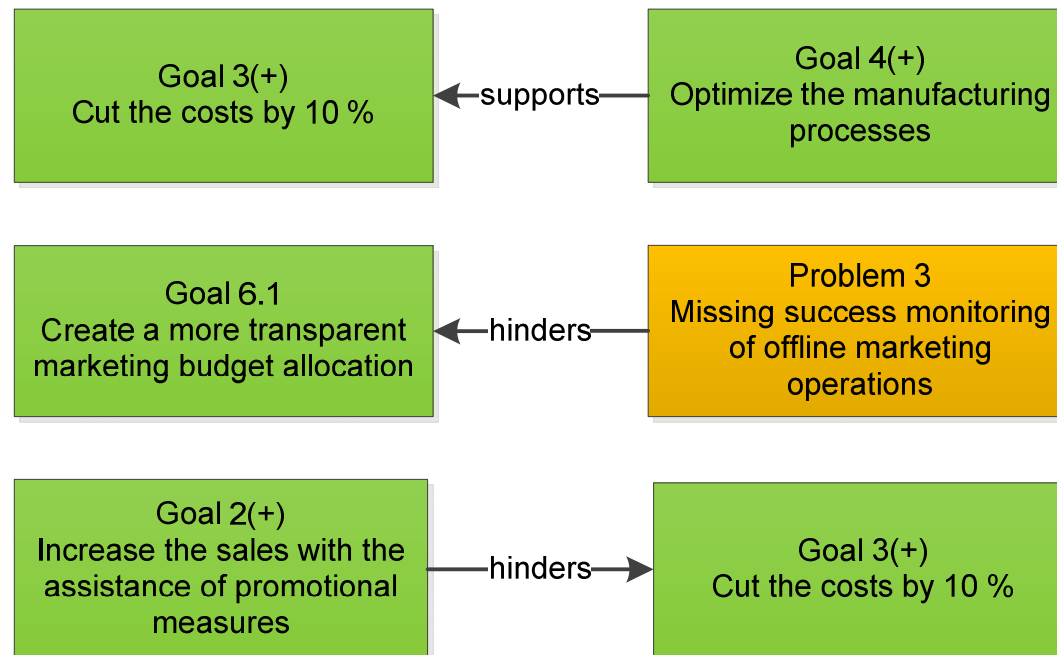 Goal 3(+)
Cut the costs by 10 %
supports
Goal 4(+)
Optimize the manufacturing
processes
Goal 6.1
Create a more transparent
marketing budget allocation
hinders
Problem 3
Missing success monitoring
of offline marketing
operations
Goal 2(+)
Increase the sales with the
assistance of promotional
measures
hinders
Goal 3(+)
Cut the costs by 10 %